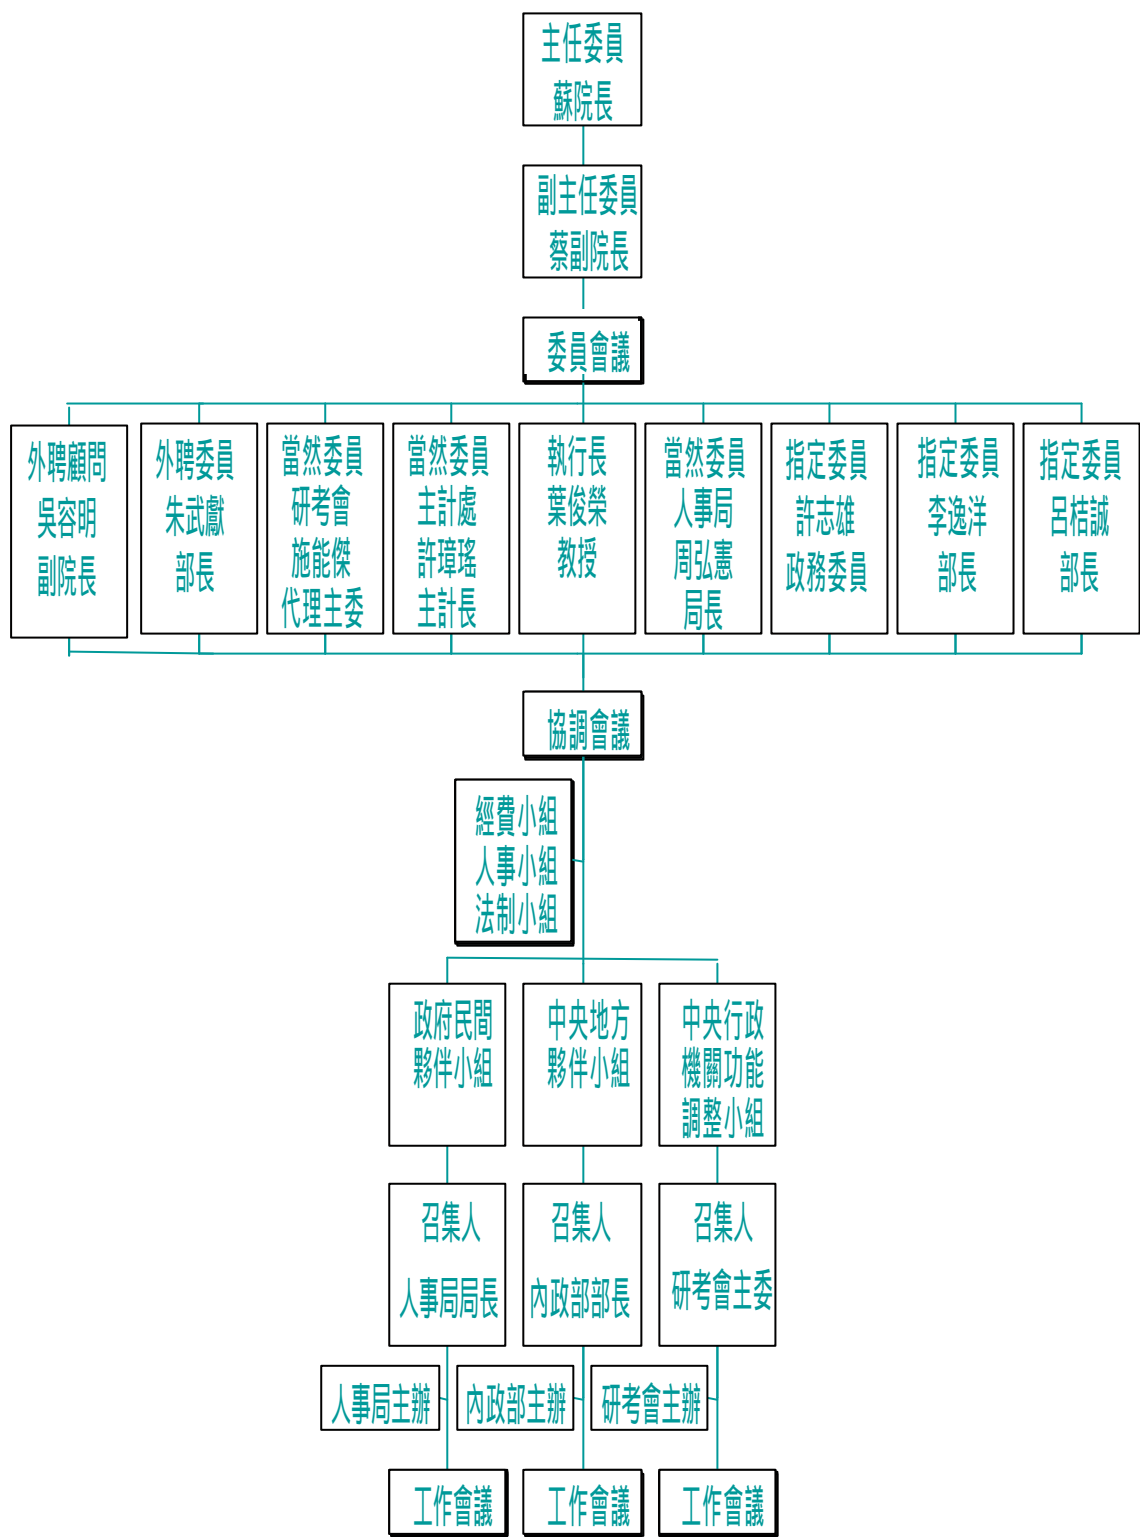 主任委員
蘇院長
副主任委員
蔡副院長
委員會議
外聘顧問
吳容明
副院長
外聘委員
朱武獻
部長
當然委員
研考會
施能傑
代理主委
當然委員
主計處
許璋瑤
主計長
執行長
葉俊榮
教授
當然委員
人事局
周弘憲
局長
指定委員
許志雄
政務委員
指定委員
李逸洋
部長
指定委員
呂桔誠
部長
協調會議
經費小組
人事小組
法制小組
政府民間
夥伴小組
中央地方
夥伴小組
中央行政
機關功能
調整小組
召集人
人事局局長
召集人
內政部部長
召集人
研考會主委
人事局主辦
內政部主辦
研考會主辦
工作會議
工作會議
工作會議